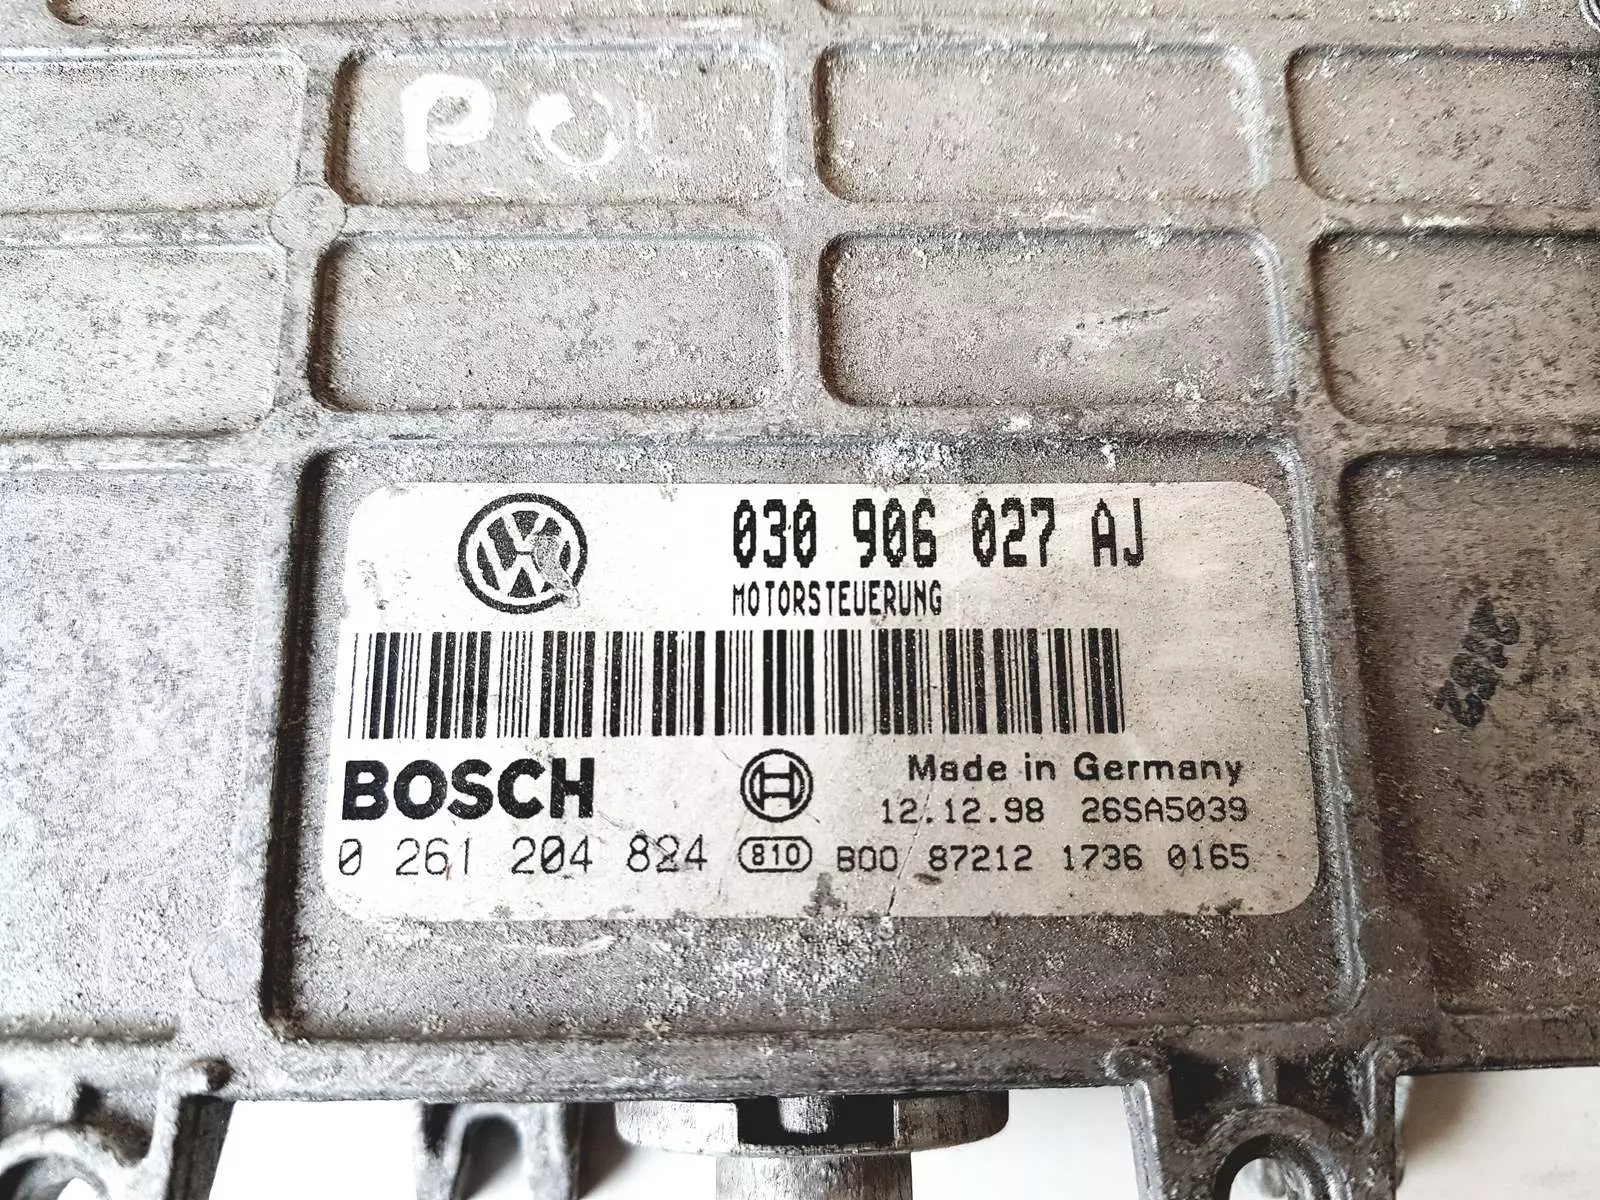 PO
030 906 027 AJ
MOTORSTEUERUNG
BOSCH
Made in Germany
12.12.98 26SA5039
0 261 204 824 810 B00 87212 1736 0165